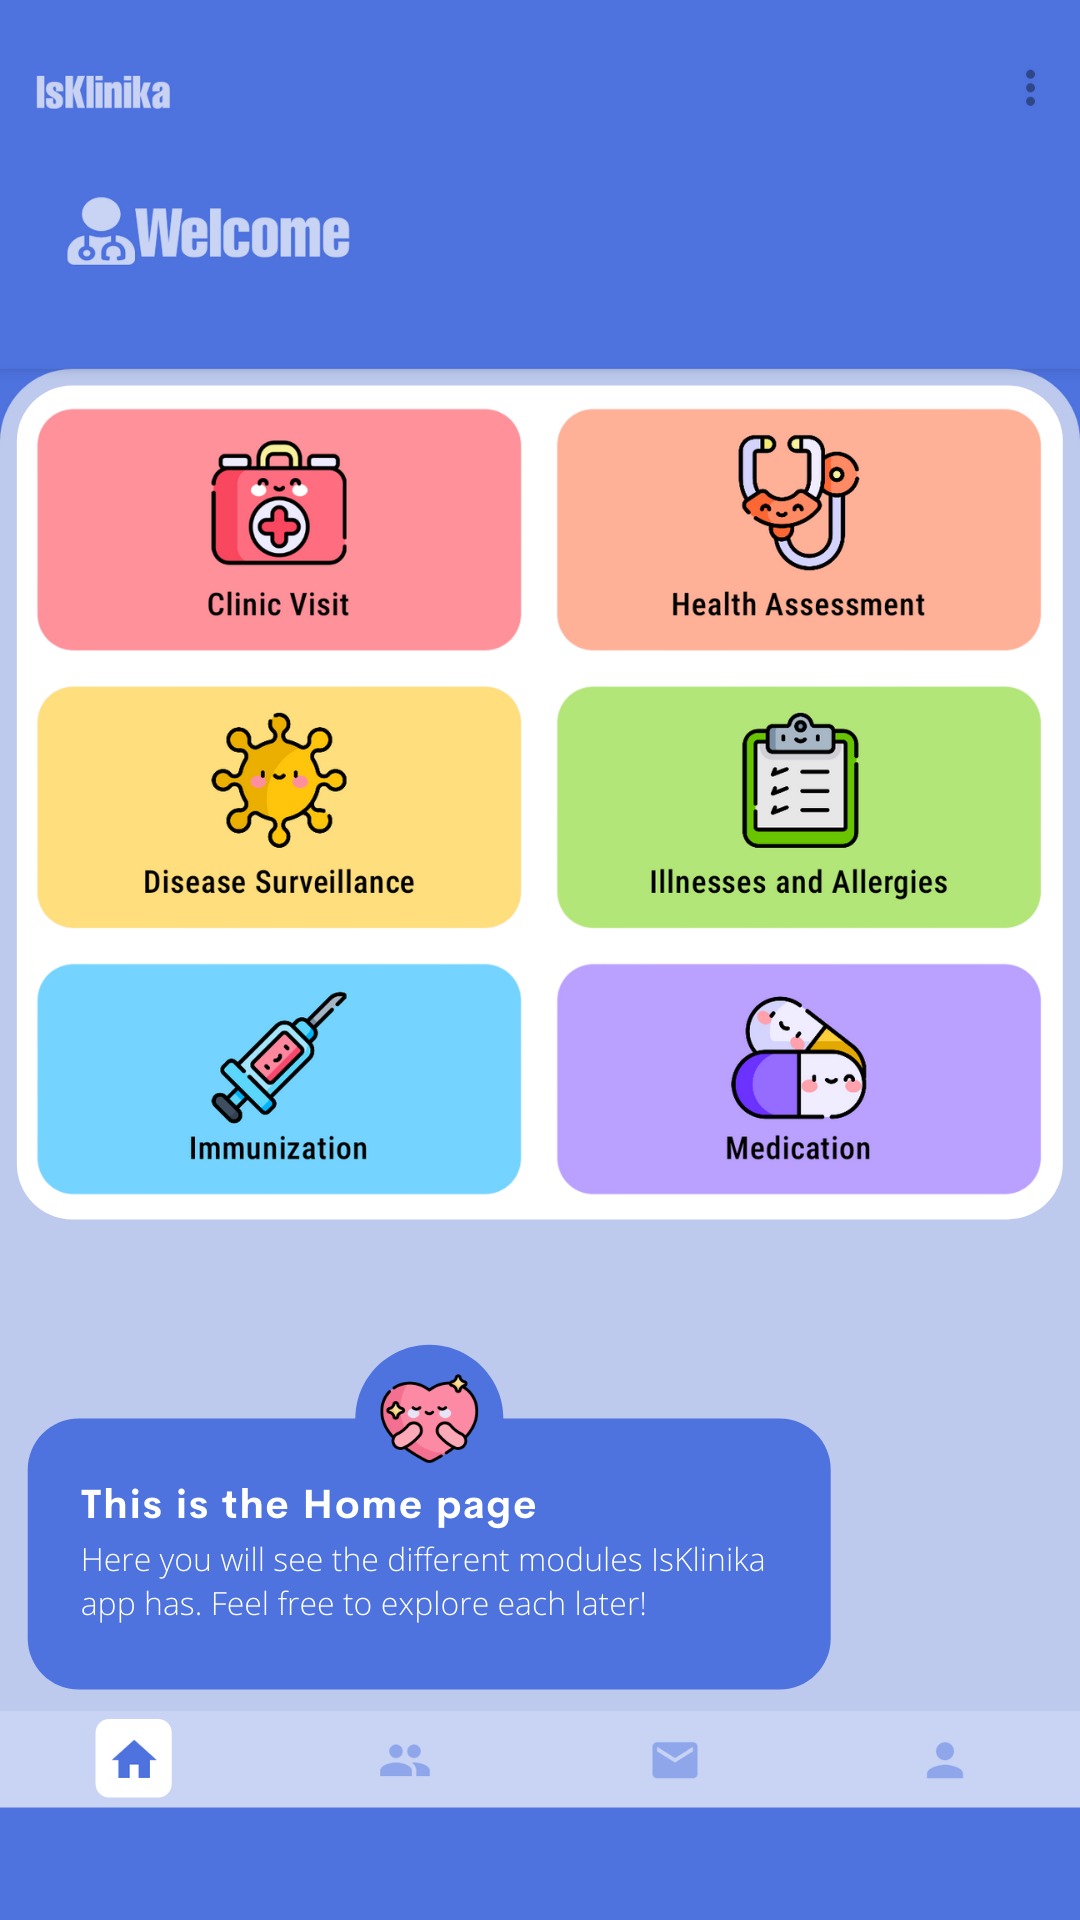 IsKlinika
Welcome
Clinic Visit
Health Assessment
Disease Surveillance
Illnesses and Allergies
Immunization
Medication
This is the Home page
Here you will see the different modules IsKlinika
app has. Feel free to explore each later!